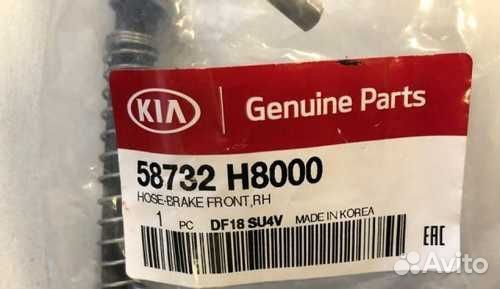 KIA
Genuine Parts
58732 H8000
HOSE-BRAKE FRONT,RH
1 PC DF18 SU4V MADE IN KOREA
EAC
Avito